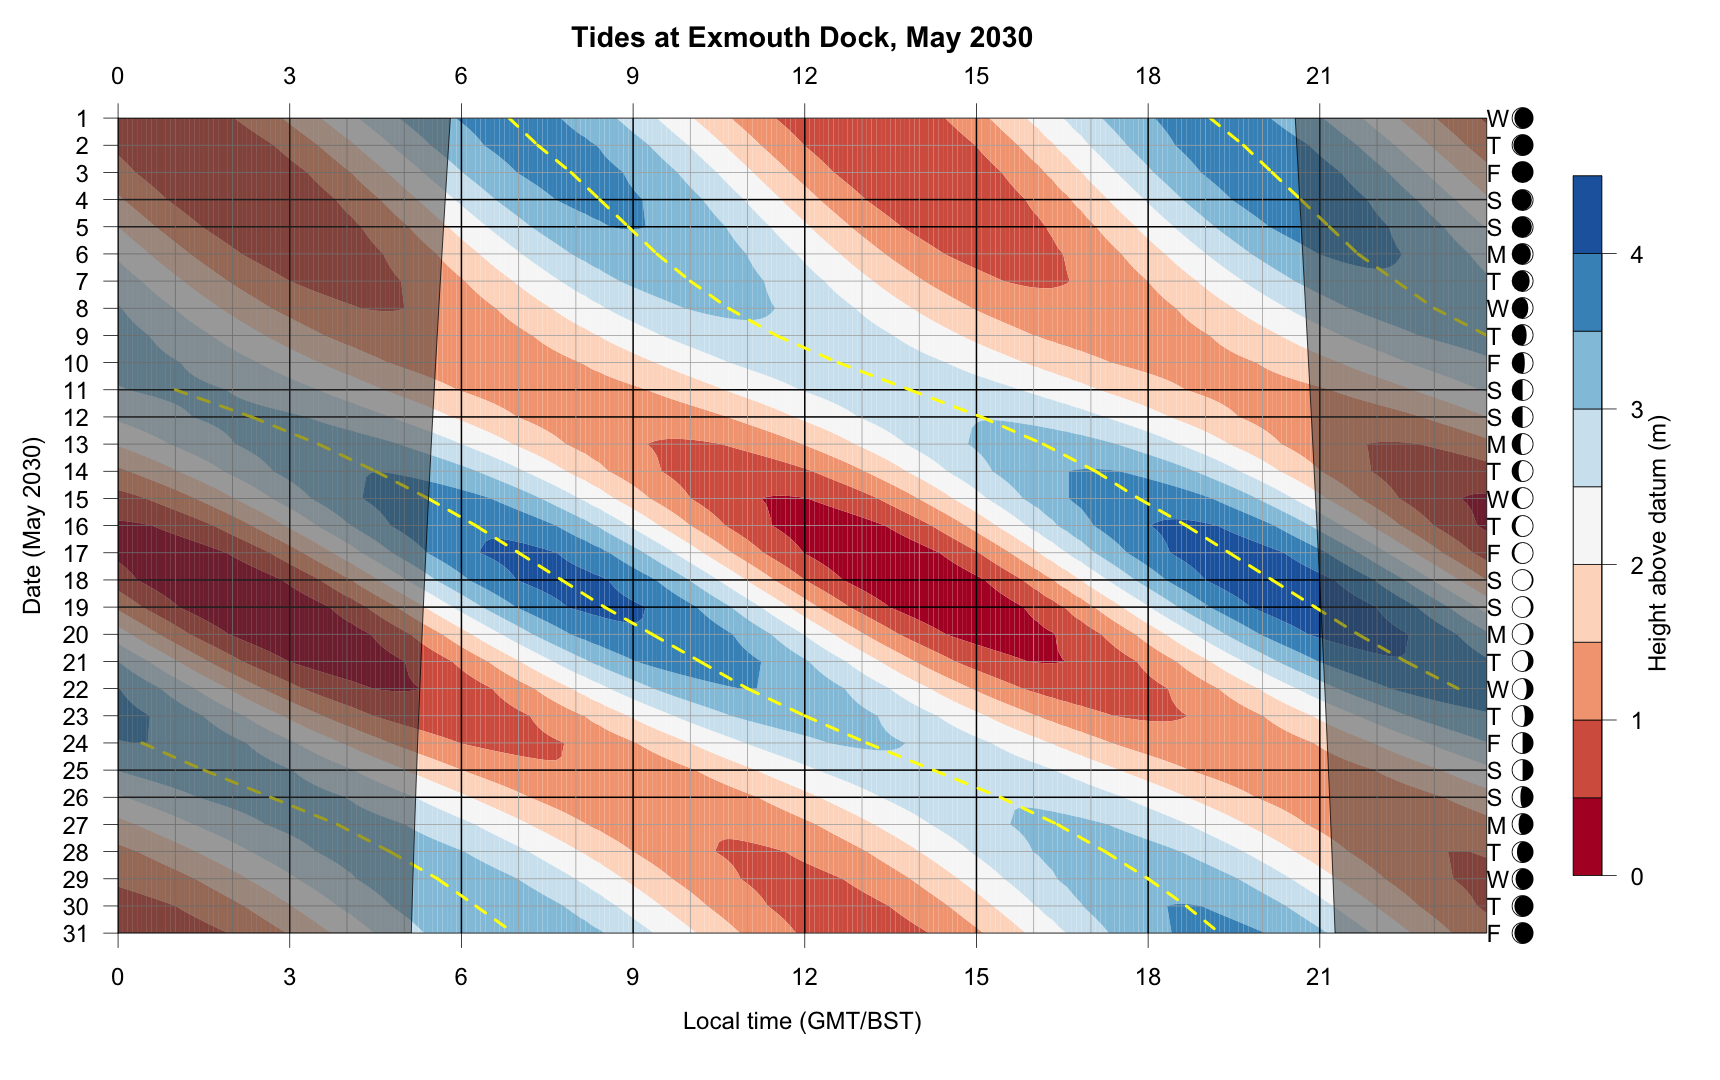 Tides at Exmouth Dock, May 2030
0 3 6 9 12 15 18 21
1 W
2 T
3 F
4 S
5 S
6 M
7 T
8 W
9 T
10 F
11 S
12 S
13 M
14 T
15 W
16 T
17 F
18 S
19 S
20 M
21 T
22 W
23 T
24 F
25 S
26 S
27 M
28 T
29 W
30 T
31 F
0 3 6 9 12 15 18 21
Local time (GMT/BST)
Date (May 2030)
4
3
2
1
0
Height above datum (m)